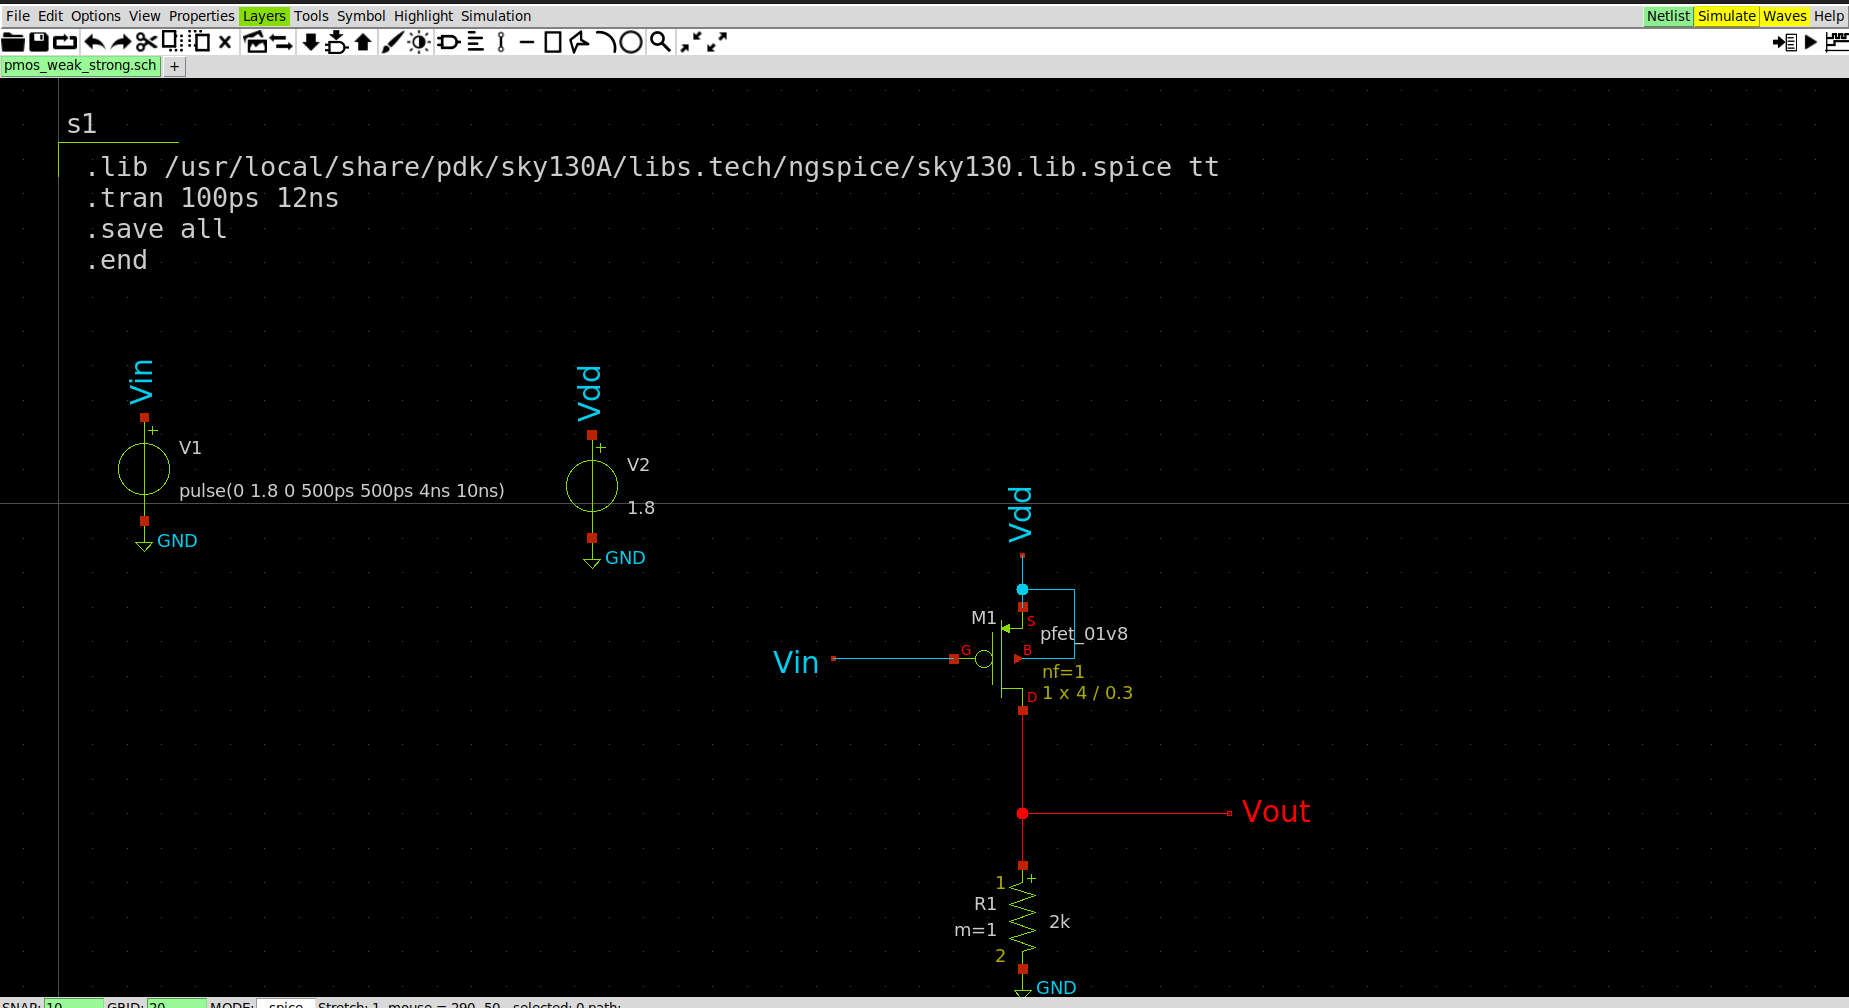 File Edit Options View Properties Layers Tools Symbol Highlight Simulation Netlist Simulate Waves Help
pmos_weak_strong.sch +
s1
.lib /usr/local/share/pdk/sky130A/libs.tech/ngspice/sky130.lib.spice tt
.tran 100ps 12ns
.save all
.end
Vin
+
V1
pulse(0 1.8 0 500ps 500ps 4ns 10ns)
GND
Vdd
+
V2
1.8
GND
Vdd
M1
S
pfet_01v8
Vin
G
B
nf=1
D
1 x 4 / 0.3
Vout
1
+
R1
2k
m=1
2
GND
SNAP: 10 GRID: 20 MODE: spice Stretch: 1 mouse = 290 -50 - selected: 0 path: